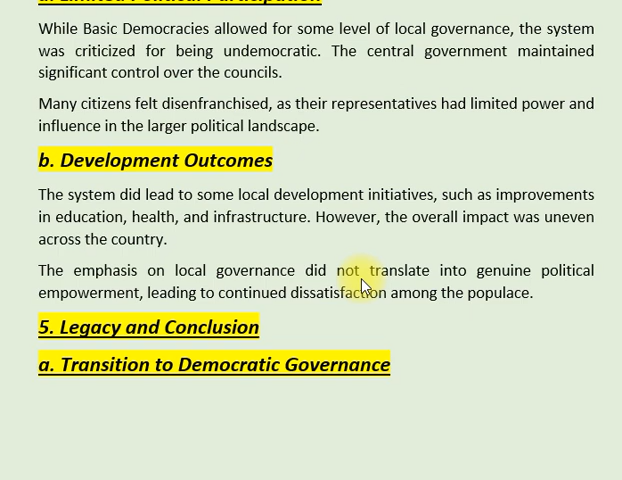 a. Limited Political Participation
While Basic Democracies allowed for some level of local governance, the system
was criticized for being undemocratic. The central government maintained
significant control over the councils.
Many citizens felt disenfranchised, as their representatives had limited power and
influence in the larger political landscape.
b. Development Outcomes
The system did lead to some local development initiatives, such as improvements
in education, health, and infrastructure. However, the overall impact was uneven
across the country.
The emphasis on local governance did not translate into genuine political
empowerment, leading to continued dissatisfaction among the populace.
5. Legacy and Conclusion
a. Transition to Democratic Governance